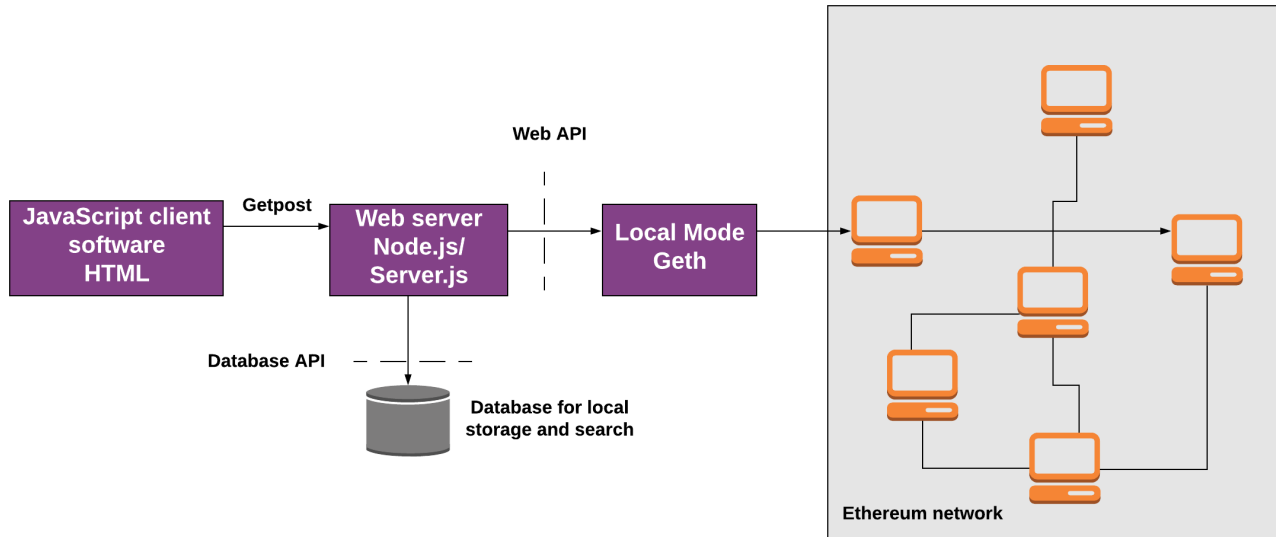 Web API
JavaScript client
software
HTML
Getpost
Web server
Node.js/
Server.js
Local Mode
Geth
Database API
Database for local
storage and search
Ethereum network